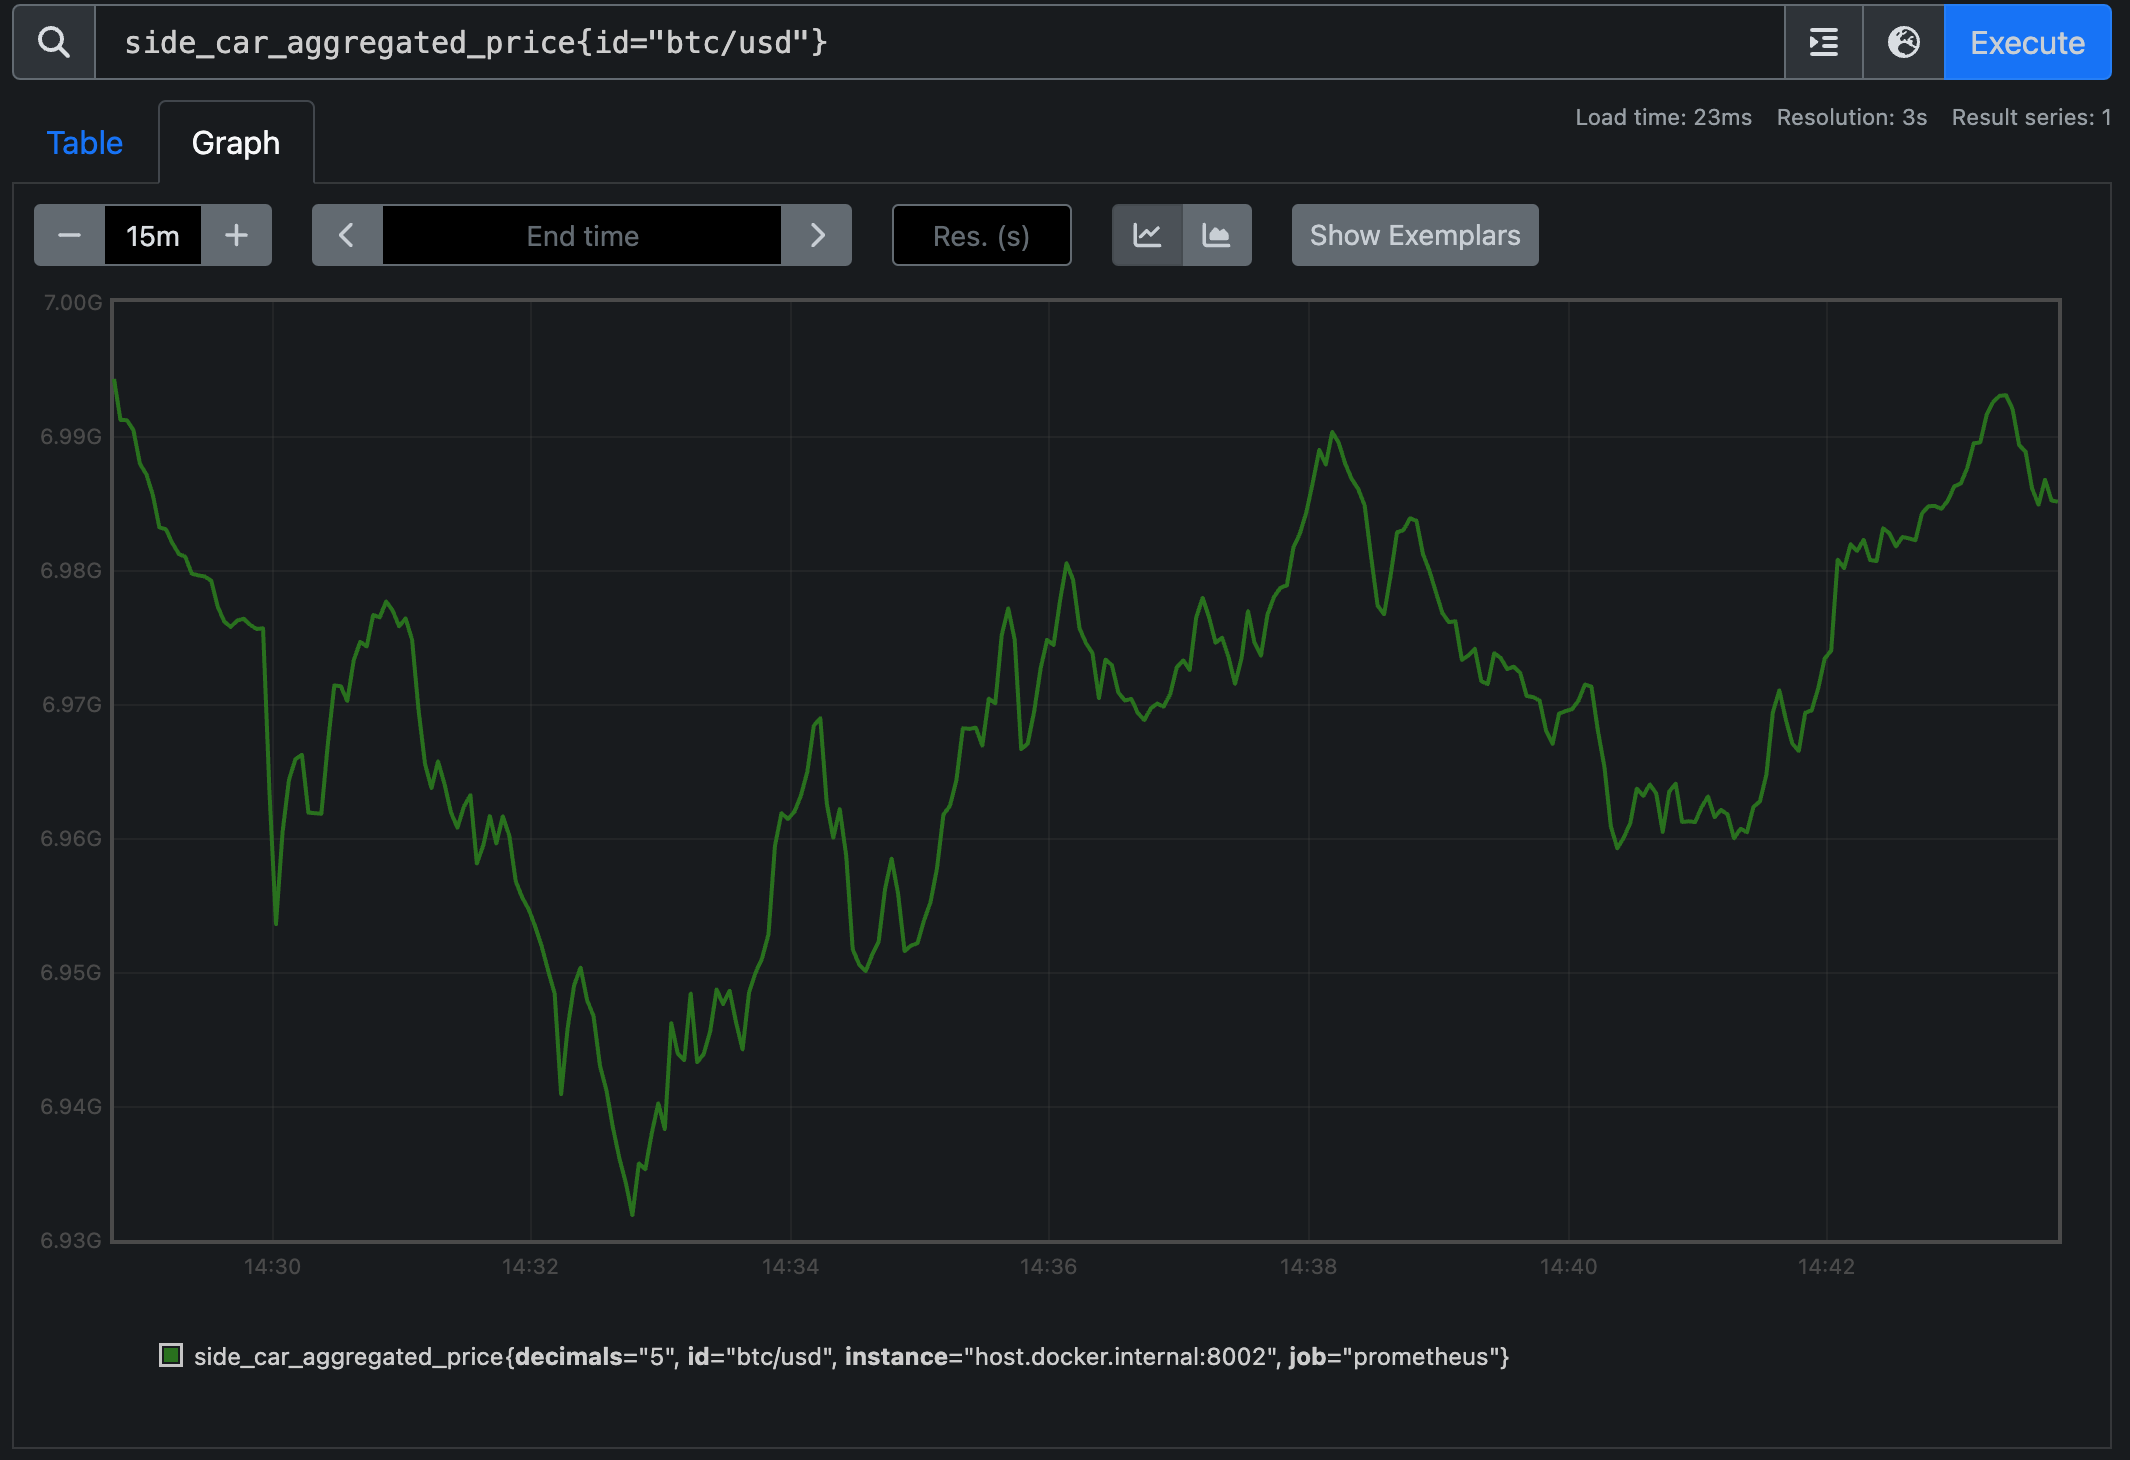 side_car_aggregated_price{id="btc/usd"}
Execute
Load time: 23ms Resolution: 3s Result series: 1
Table
Graph
15m
End time
Res. (s)
Show Exemplars
7.00G
6.99G
6.98G
6.97G
6.96G
6.95G
6.94G
6.93G
14:30 14:32 14:34 14:36 14:38 14:40 14:42
side_car_aggregated_price{decimals="5", id="btc/usd", instance="host.docker.internal:8002", job="prometheus"}